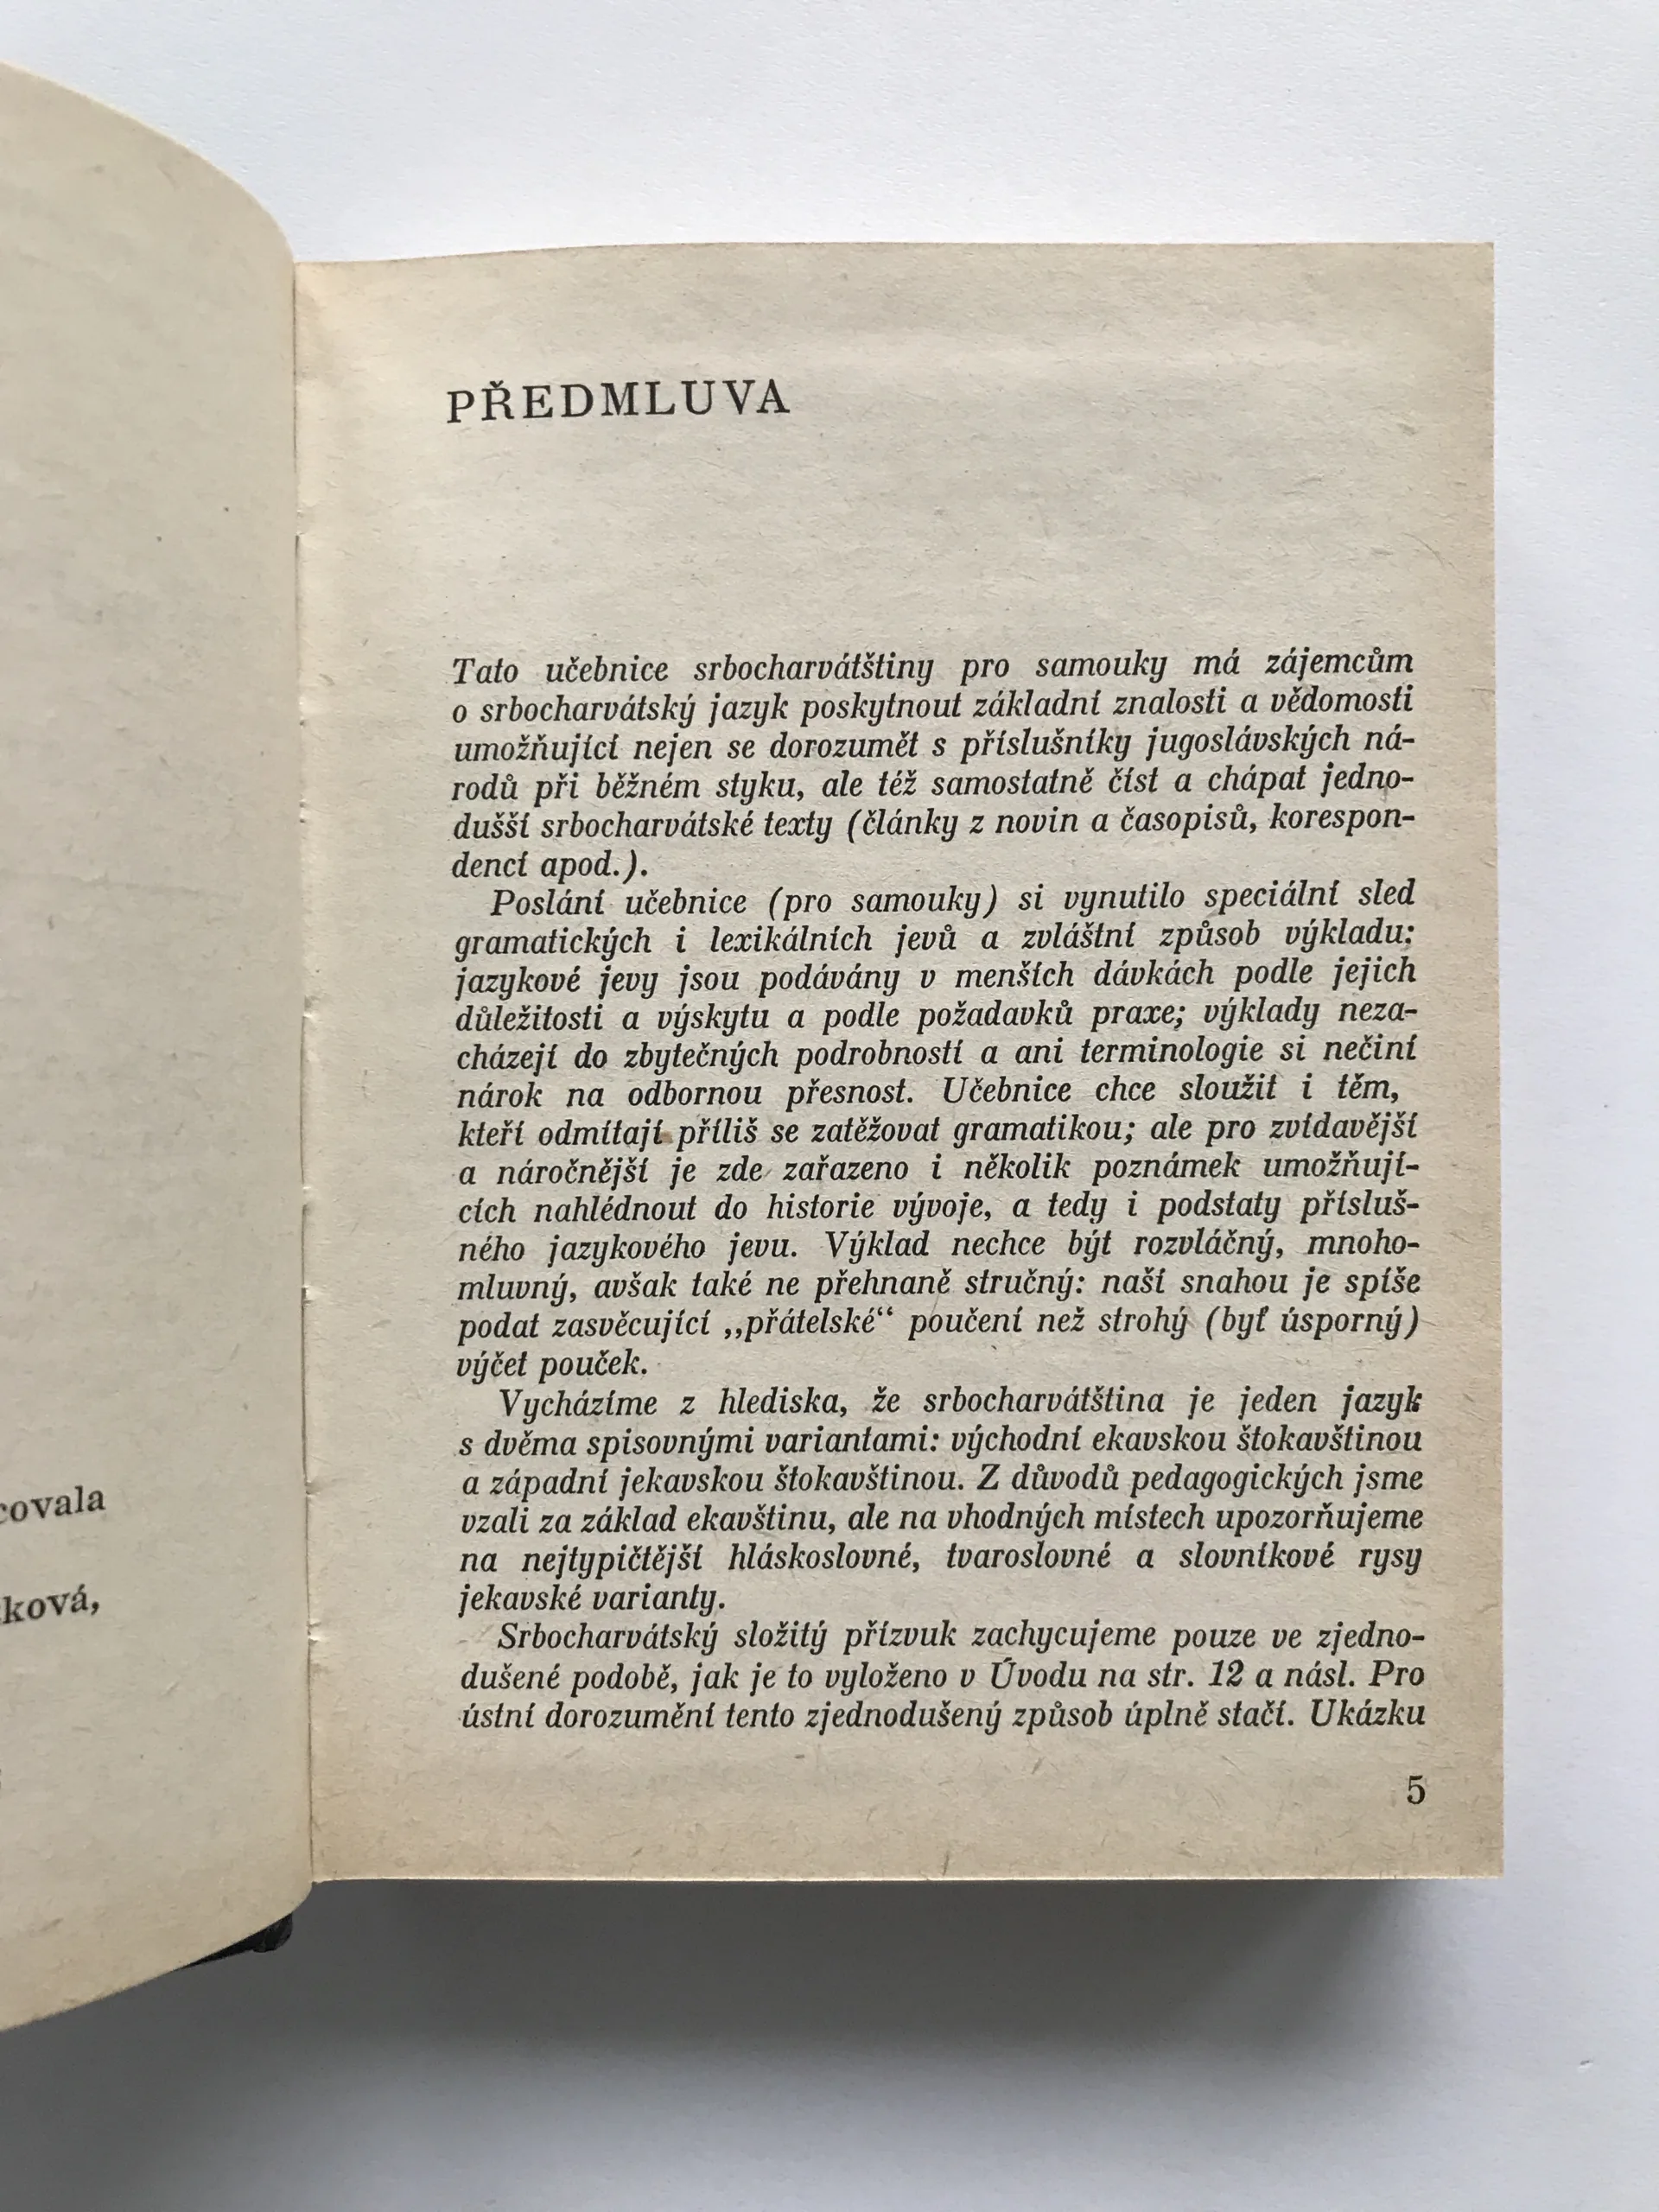 covala
ková,
PŘEDMLUVA
Tato učebnice srbocharvátštiny pro samouky má zájemcům
o srbocharvátský jazyk poskytnout základní znalosti a vědomosti
umožňující nejen se dorozumět s příslušníky jugoslávských ná-
rodů při běžném styku, ale též samostatně číst a chápat jedno-
dušší srbocharvátské texty (články z novin a časopisů, korespon-
denci apod.).
Poslání učebnice (pro samouky) si vynutilo speciální sled
gramatických i lexikálních jevů a zvláštní způsob výkladu:
jazykové jevy jsou podávány v menších dávkách podle jejich
důležitosti a výskytu a podle požadavků praxe; výklady neza-
cházejí do zbytečných podrobností a ani terminologie si nečiní
nárok na odbornou přesnost. Učebnice chce sloužit i těm,
kteří odmítají příliš se zatěžovat gramatikou; ale pro zvídavější
a náročnější je zde zařazeno i několik poznámek umožňují-
cích nahlédnout do historie vývoje, a tedy i podstaty přísluš-
ného jazykového jevu. Výklad nechce být rozvláčný, mnoho-
mluvný, avšak také ne přehnaně stručný: naší snahou je spíše
podat zasvěcující „přátelské“ poučení než strohý (byť úsporný)
výčet pouček.
Vycházíme z hlediska, že srbocharvátština je jeden jazyk
s dvěma spisovnými variantami: východní ekavskou štokavštinou
a západní jekavskou štokavštinou. Z důvodů pedagogických jsme
vzali za základ ekavštinu, ale na vhodných místech upozorňujeme
na nejtypičtější hláskoslovné, tvaroslovné a slovníkové rysy
jekavské varianty.
Srbocharvátský složitý přízvuk zachycujeme pouze ve zjedno-
dušené podobě, jak je to vyloženo v Úvodu na str. 12 a násl. Pro
ústní dorozumění tento zjednodušený způsob úplně stačí. Ukázku
5